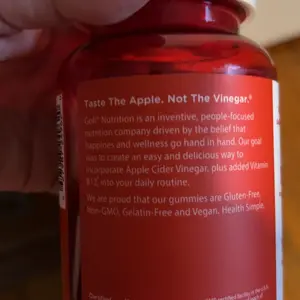 Taste The Apple. Not The Vinegar.®
Goli® Nutrition is an inventive, people-focused
nutrition company driven by the belief that
happiness and wellness go hand in hand. Our goal
was to create an easy and delicious way to
incorporate Apple Cider Vinegar, plus added Vitamin
B12, into your daily routine.
We are proud that our gummies are Gluten-Free,
Non-GMO, Gelatin-Free and Vegan. Health Simple.